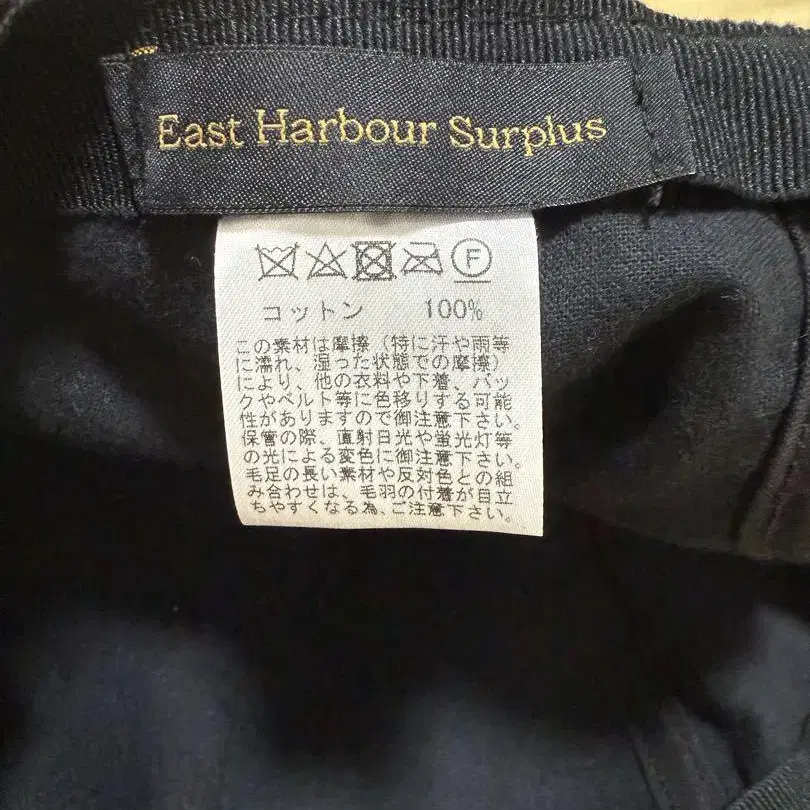 East Harbour Surplus
F
コットン 100%
この素材は摩擦（特に汗や雨等
に濡れ、湿った状態での摩擦）
により、他の衣料や下着、バッ
クやベルト等に色移りする可能
性がありますので御注意下さい。
保管の際、直射日光や蛍光灯等
の光による変色に御注意下さい。
毛足の長い素材や反対色との組
み合わせは、毛羽の付着が目立
ちやすくなる為、ご注意下さい。